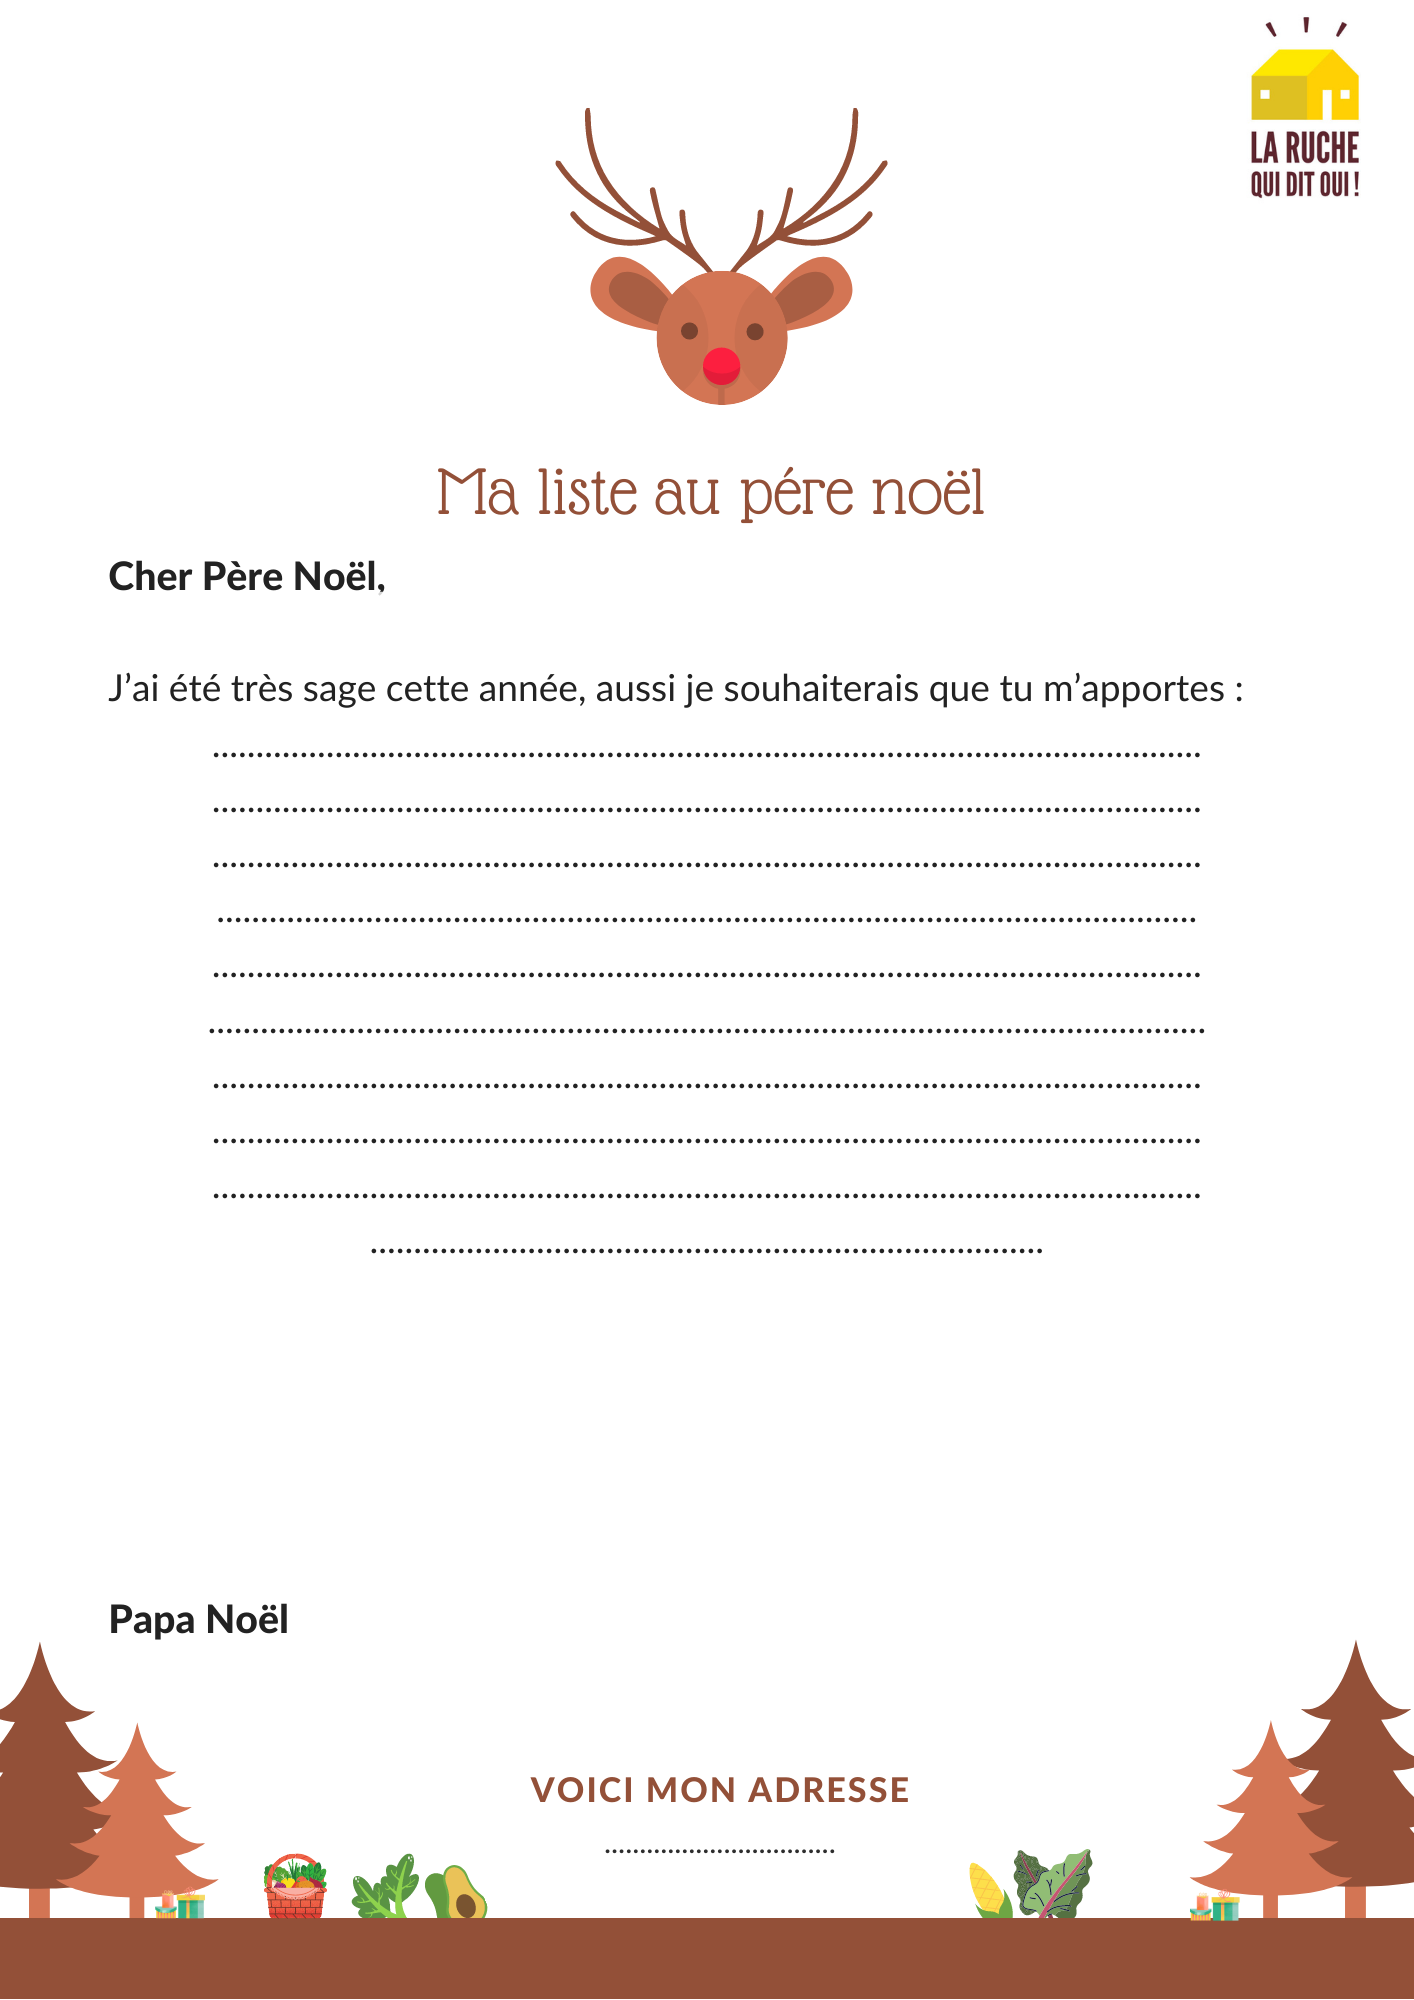 LA RUCHE
QUI DIT OUI !
Ma liste au pére noël
Cher Père Noël,
J’ai été très sage cette année, aussi je souhaiterais que tu m’apportes :
................................................................................................................
................................................................................................................
................................................................................................................
...............................................................................................................
................................................................................................................
.................................................................................................................
................................................................................................................
................................................................................................................
................................................................................................................
............................................................................
Papa Noël
VOICI MON ADRESSE
.................................